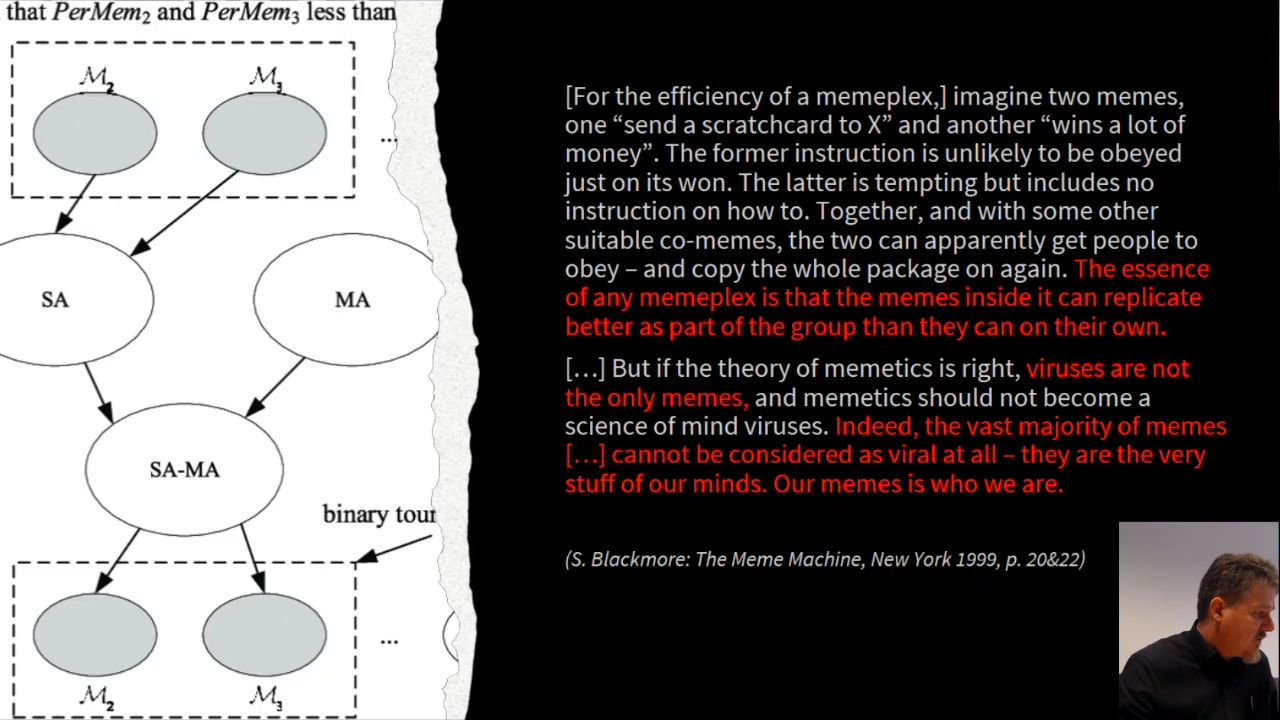 that PerMem2 and PerMem3 less than
M2
M3
...
SA
MA
SA-MA
binary tour
M2
M3
...
[For the efficiency of a memeplex,] imagine two memes,
one “send a scratchcard to X” and another “wins a lot of
money”. The former instruction is unlikely to be obeyed
just on its won. The latter is tempting but includes no
instruction on how to. Together, and with some other
suitable co-memes, the two can apparently get people to
obey – and copy the whole package on again. The essence
of any memeplex is that the memes inside it can replicate
better as part of the group than they can on their own.
[…] But if the theory of memetics is right, viruses are not
the only memes, and memetics should not become a
science of mind viruses. Indeed, the vast majority of memes
[…] cannot be considered as viral at all – they are the very
stuff of our minds. Our memes is who we are.
(S. Blackmore: The Meme Machine, New York 1999, p. 20&22)